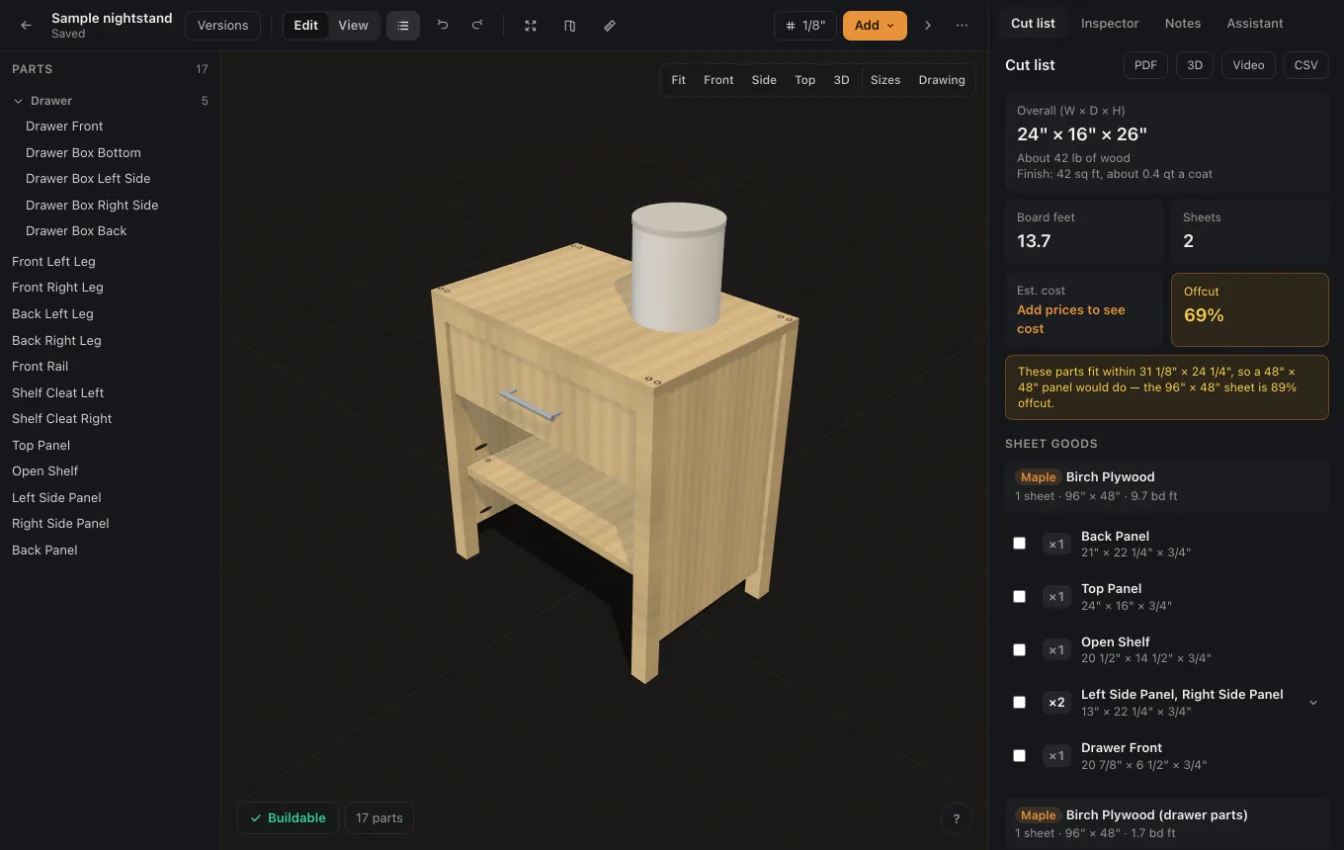 Sample nightstand
Saved
Versions
Edit
View
1/8"
Add
PARTS
17
Drawer
5
Drawer Front
Drawer Box Bottom
Drawer Box Left Side
Drawer Box Right Side
Drawer Box Back
Front Left Leg
Front Right Leg
Back Left Leg
Back Right Leg
Front Rail
Shelf Cleat Left
Shelf Cleat Right
Top Panel
Open Shelf
Left Side Panel
Right Side Panel
Back Panel
Fit
Front
Side
Top
3D
Sizes
Drawing
Buildable
17 parts
?
Cut list
Inspector
Notes
Assistant
Cut list
PDF
3D
Video
CSV
Overall (W × D × H)
24" × 16" × 26"
About 42 lb of wood
Finish: 42 sq ft, about 0.4 qt a coat
Board feet
13.7
Sheets
2
Est. cost
Add prices to see
cost
Offcut
69%
These parts fit within 31 1/8" × 24 1/4", so a 48" ×
48" panel would do — the 96" × 48" sheet is 89%
offcut.
SHEET GOODS
Maple Birch Plywood
1 sheet · 96" × 48" · 9.7 bd ft
×1
Back Panel
21" × 22 1/4" × 3/4"
×1
Top Panel
24" × 16" × 3/4"
×1
Open Shelf
20 1/2" × 14 1/2" × 3/4"
×2
Left Side Panel, Right Side Panel
13" × 22 1/4" × 3/4"
×1
Drawer Front
20 7/8" × 6 1/2" × 3/4"
Maple Birch Plywood (drawer parts)
1 sheet · 96" × 48" · 1.7 bd ft